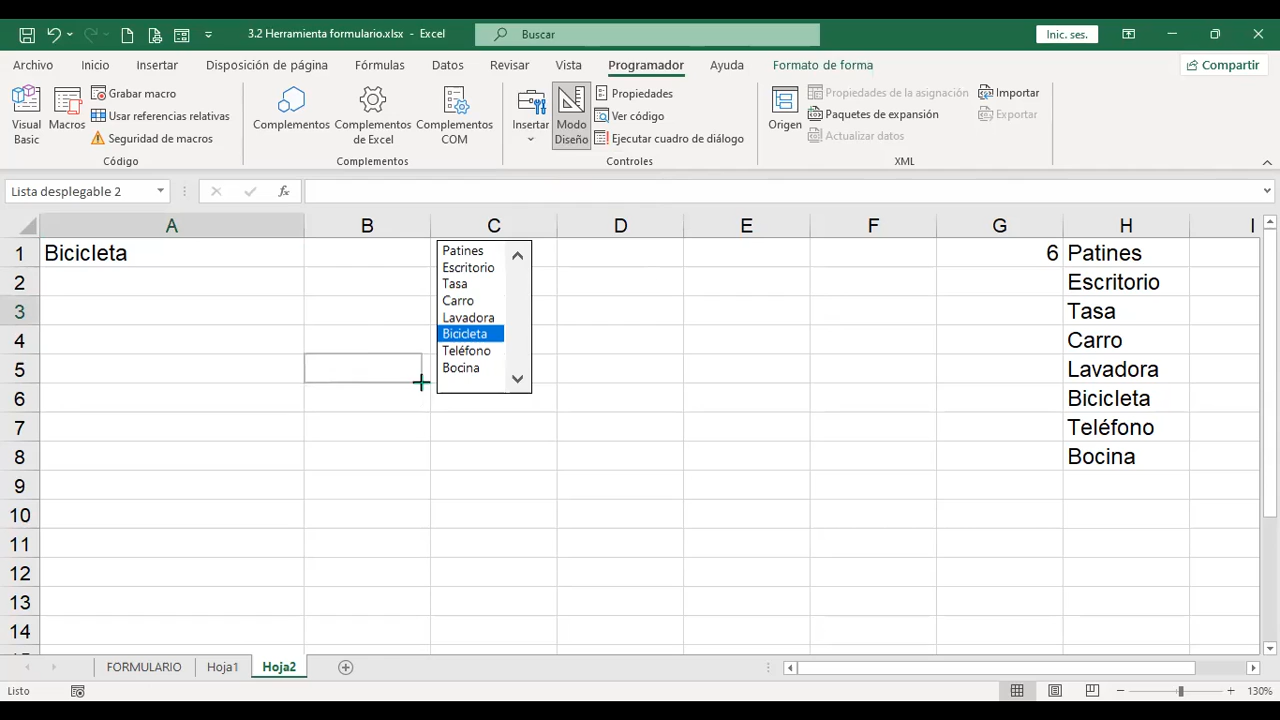 3.2 Herramienta formulario.xlsx - Excel
Buscar
Inic. ses.
Archivo Inicio Insertar Disposición de página Fórmulas Datos Revisar Vista Programador Ayuda Formato de forma Compartir
Visual Basic
Macros
Grabar macro
Usar referencias relativas
Seguridad de macros
Código
Complementos
Complementos de Excel
Complementos COM
Complementos
Insertar
Modo Diseño
Propiedades
Ver código
Ejecutar cuadro de diálogo
Controles
Origen
Propiedades de la asignación
Paquetes de expansión
Actualizar datos
Importar
Exportar
XML
Lista desplegable 2
fx
A B C D E F G H I
1 Bicicleta 6 Patines
2 Escritorio
3 Tasa
4 Carro
5 Lavadora
6 Bicicleta
7 Teléfono
8 Bocina
9
10
11
12
13
14
Patines
Escritorio
Tasa
Carro
Lavadora
Bicicleta
Teléfono
Bocina
FORMULARIO Hoja1 Hoja2
Listo
130%